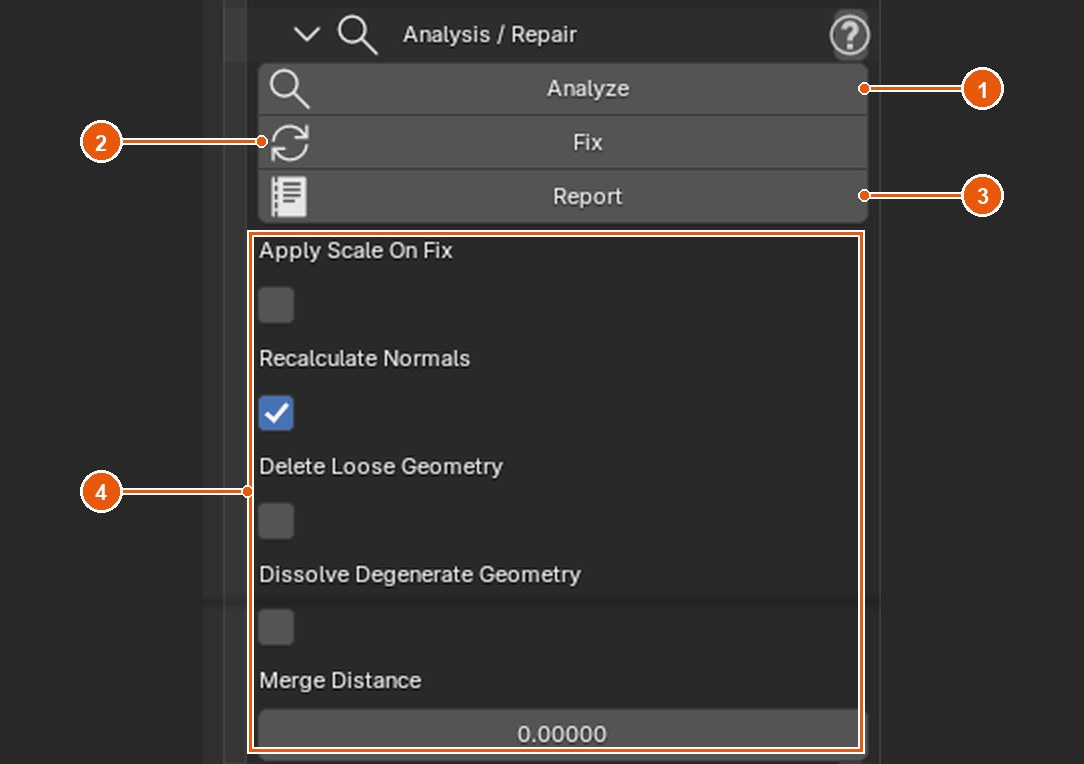 Analysis / Repair
?
Analyze
1
2
Fix
Report
3
Apply Scale On Fix
Recalculate Normals
Delete Loose Geometry
4
Dissolve Degenerate Geometry
Merge Distance
0.00000